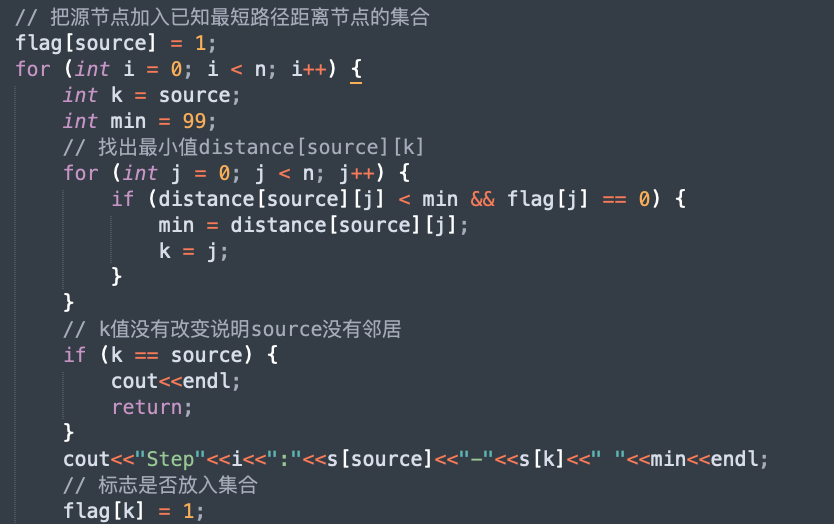 // 把源节点加入已知最短路径距离节点的集合
flag[source] = 1;
for (int i = 0; i < n; i++) {
    int k = source;
    int min = 99;
    // 找出最小值distance[source][k]
    for (int j = 0; j < n; j++) {
        if (distance[source][j] < min && flag[j] == 0) {
            min = distance[source][j];
            k = j;
        }
    }
    // k值没有改变说明source没有邻居
    if (k == source) {
        cout<<endl;
        return;
    }
    cout<<"Step"<<i<<":"<<s[source]<<"-"<<s[k]<<" "<<min<<endl;
    // 标志是否放入集合
    flag[k] = 1;